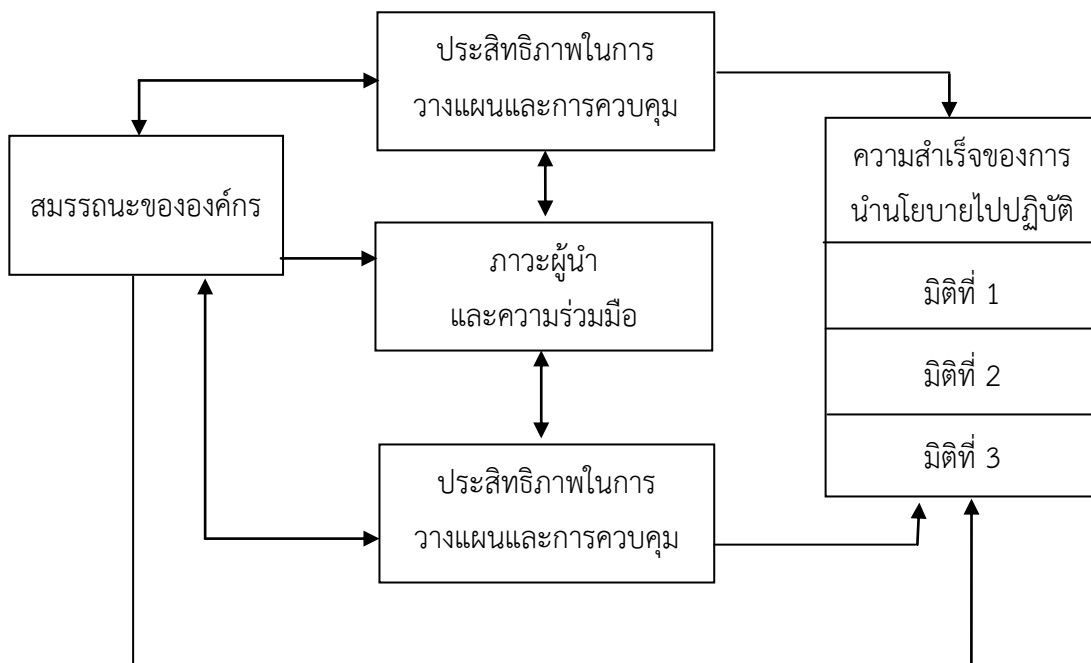 ประสิทธิภาพในการ
วางแผนและการควบคุม
สมรรถนะขององค์กร
ความสำเร็จของการ
นำนโยบายไปปฏิบัติ
ภาวะผู้นำ
และความร่วมมือ
มิติที่ 1
มิติที่ 2
มิติที่ 3
ประสิทธิภาพในการ
วางแผนและการควบคุม